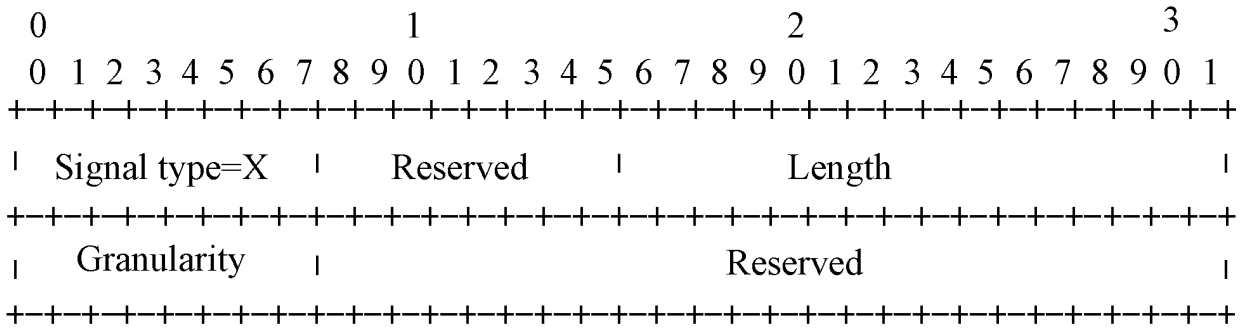 0 1 2 3
0 1 2 3 4 5 6 7 8 9 0 1 2 3 4 5 6 7 8 9 0 1 2 3 4 5 6 7 8 9 0 1
+-+-+-+-+-+-+-+-+-+-+-+-+-+-+-+-+-+-+-+-+-+-+-+-+-+-+-+-+-+-+-+-+
| Signal type=X | Reserved | Length |
+-+-+-+-+-+-+-+-+-+-+-+-+-+-+-+-+-+-+-+-+-+-+-+-+-+-+-+-+-+-+-+-+
| Granularity | Reserved |
+-+-+-+-+-+-+-+-+-+-+-+-+-+-+-+-+-+-+-+-+-+-+-+-+-+-+-+-+-+-+-+-+